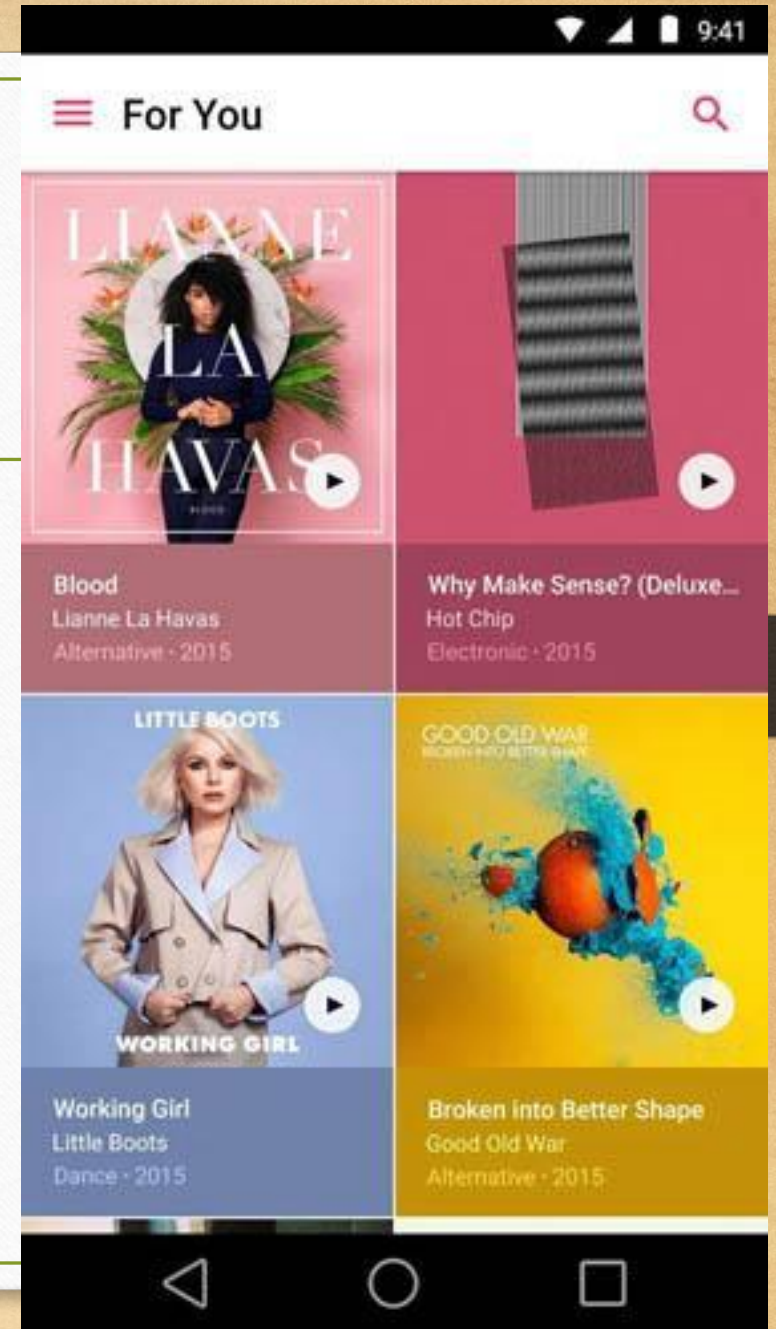 9:41
For You
LIANNE
LA
HAVAS
BLOOD
Blood
Lianne La Havas
Alternative • 2015
Why Make Sense? (Deluxe...
Hot Chip
Electronic • 2015
LITTLE BOOTS
WORKING GIRL
Working Girl
Little Boots
Dance • 2015
GOOD OLD WAR
BROKEN INTO BETTER SHAPE
Broken into Better Shape
Good Old War
Alternative • 2015